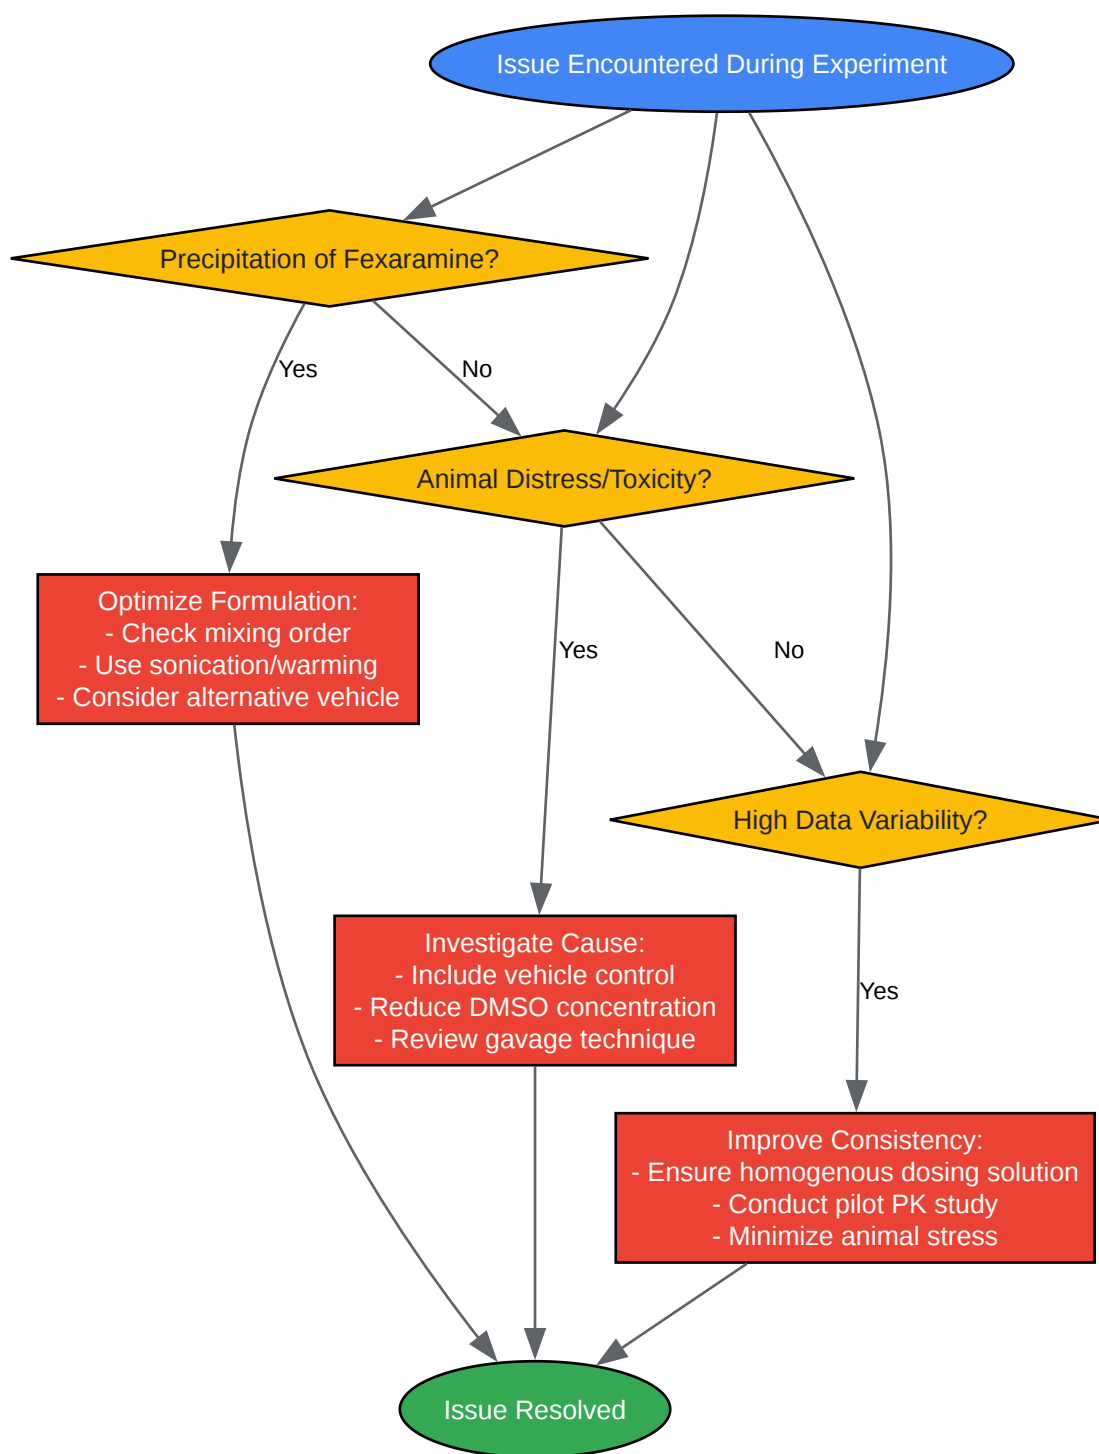 Issue Encountered During Experiment
Precipitation of Fexaramine?
Yes
No
Animal Distress/Toxicity?
Optimize Formulation:
- Check mixing order
- Use sonication/warming
- Consider alternative vehicle
Yes
No
High Data Variability?
Investigate Cause:
- Include vehicle control
- Reduce DMSO concentration
- Review gavage technique
Yes
Improve Consistency:
- Ensure homogenous dosing solution
- Conduct pilot PK study
- Minimize animal stress
Issue Resolved